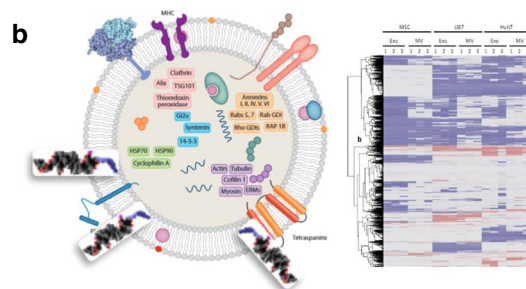 b
MHC
Clathrin
Alix
TSG101
Thioredoxin
peroxidase
Annexins
I, II, IV, V, VI
Rabs 5, 7
Rab GDI
Rho GDIs
RAP 1B
Gi2α
Syntenin
14-3-3
HSP70
HSP90
Cyclophilin A
Actin
Tubulin
Cofilin 1
Myosin
ERMs
Tetraspanins
MSC
U87
Huh7
Exo
MV
Exo
MV
Exo
MV
1 2 3 1 2 3 1 2 3 1 2 3 1 2 3 1 2 3
b